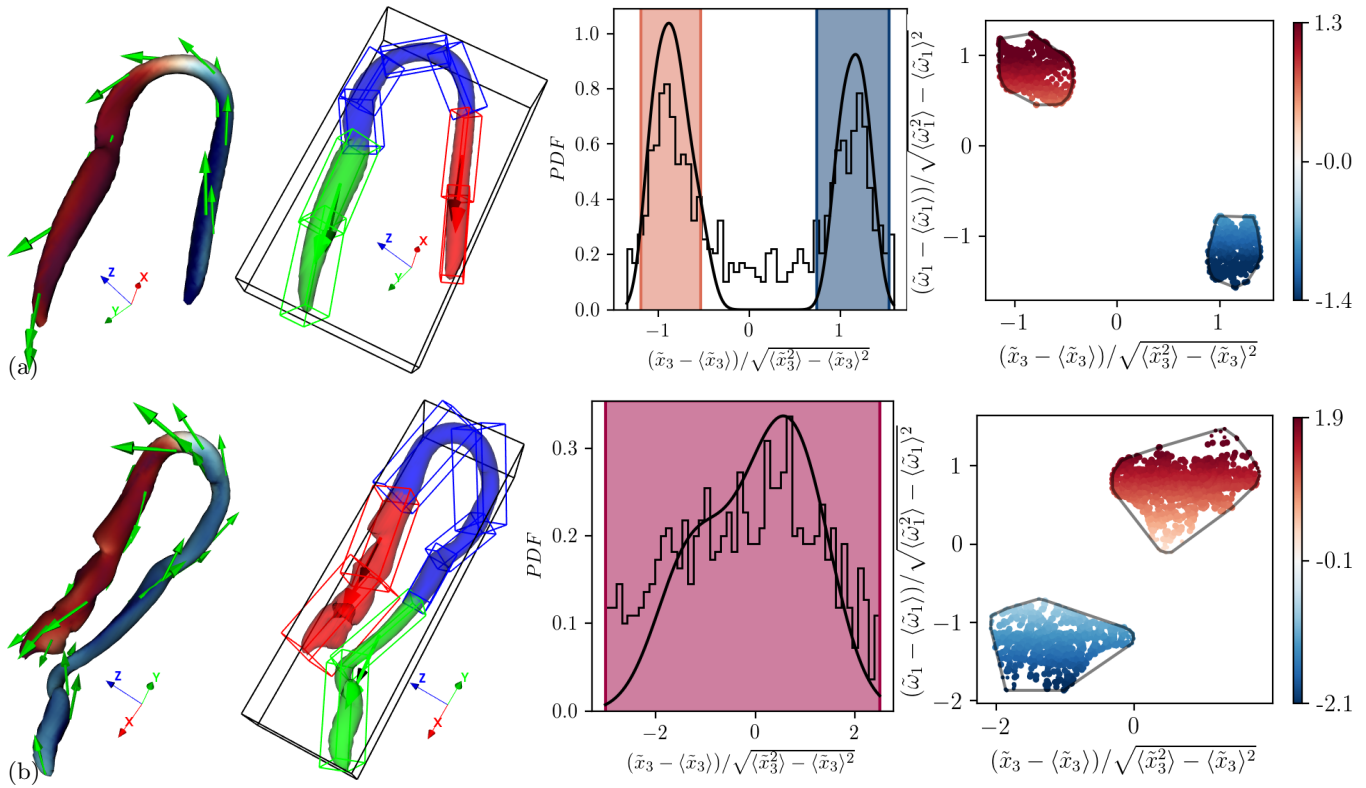 Z X Y
Z X Y
PDF
1.0
0.8
0.6
0.4
0.2
0.0
−1 0 1
(x̃₃ − ⟨x̃₃⟩)/√(⟨x̃₃²⟩ − ⟨x̃₃⟩²)
(ω̃₁ − ⟨ω̃₁⟩)/√(⟨ω̃₁²⟩ − ⟨ω̃₁⟩²)
1
0
−1
−1 0 1
(x̃₃ − ⟨x̃₃⟩)/√(⟨x̃₃²⟩ − ⟨x̃₃⟩²)
1.3
-0.0
-1.4
(a)
Z Y X
Z Y X
PDF
0.3
0.2
0.1
0.0
−2 0 2
(x̃₃ − ⟨x̃₃⟩)/√(⟨x̃₃²⟩ − ⟨x̃₃⟩²)
(ω̃₁ − ⟨ω̃₁⟩)/√(⟨ω̃₁²⟩ − ⟨ω̃₁⟩²)
1
0
−1
−2
−2 0
(x̃₃ − ⟨x̃₃⟩)/√(⟨x̃₃²⟩ − ⟨x̃₃⟩²)
1.9
-0.1
-2.1
(b)